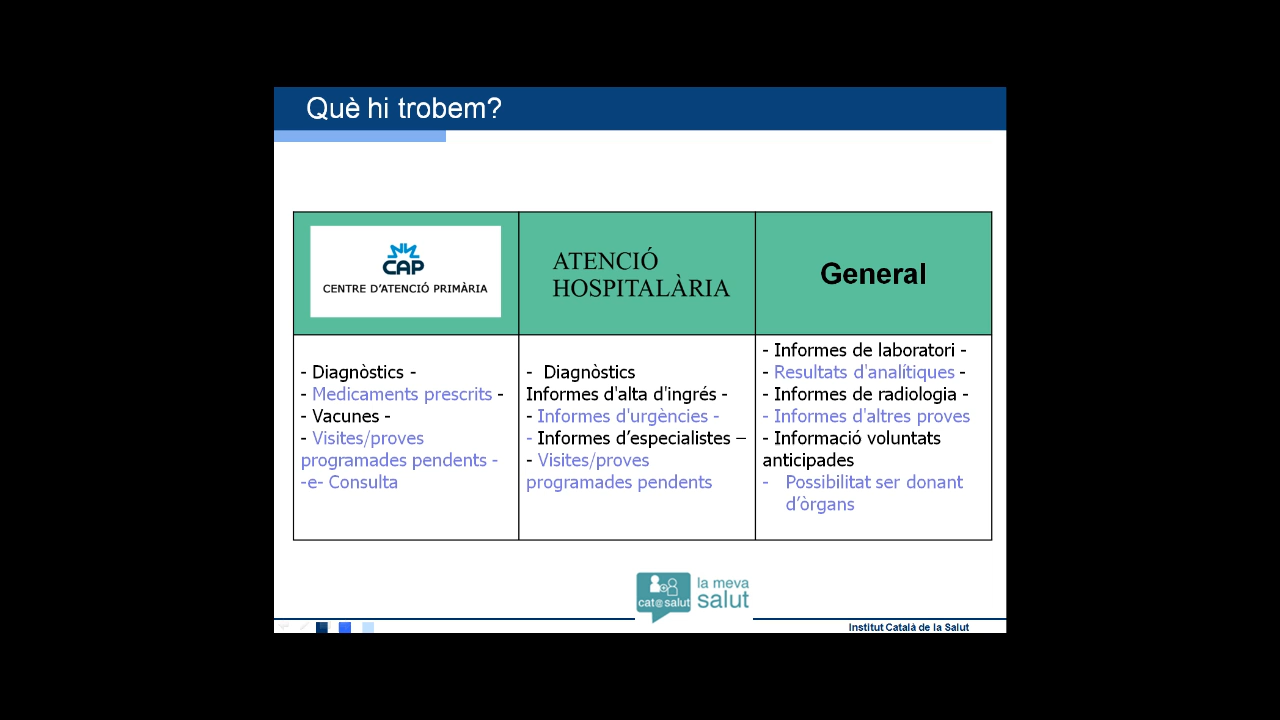 Què hi trobem?
CAP
CENTRE D'ATENCIÓ PRIMÀRIA
ATENCIÓ
HOSPITALÀRIA
General
- Diagnòstics -
- Medicaments prescrits -
- Vacunes -
- Visites/proves
programades pendents -
-e- Consulta
- Diagnòstics
Informes d'alta d'ingrés -
- Informes d'urgències -
- Informes d’especialistes –
- Visites/proves
programades pendents
- Informes de laboratori -
- Resultats d'analítiques -
- Informes de radiologia -
- Informes d'altres proves
- Informació voluntats
anticipades
- Possibilitat ser donant
d’òrgans
cat@salut
la meva
salut
Institut Català de la Salut